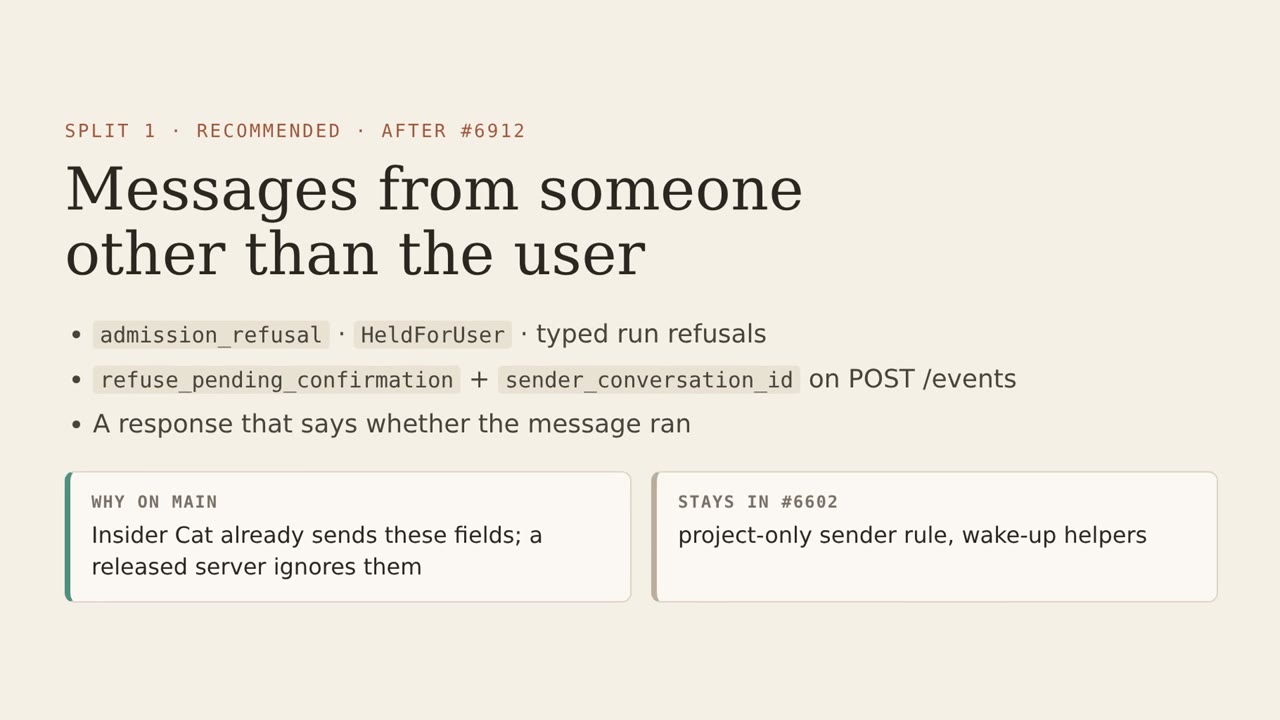 SPLIT 1 · RECOMMENDED · AFTER #6912
Messages from someone
other than the user
• admission_refusal · HeldForUser · typed run refusals
• refuse_pending_confirmation + sender_conversation_id on POST /events
• A response that says whether the message ran
WHY ON MAIN
Insider Cat already sends these fields; a
released server ignores them
STAYS IN #6602
project-only sender rule, wake-up helpers